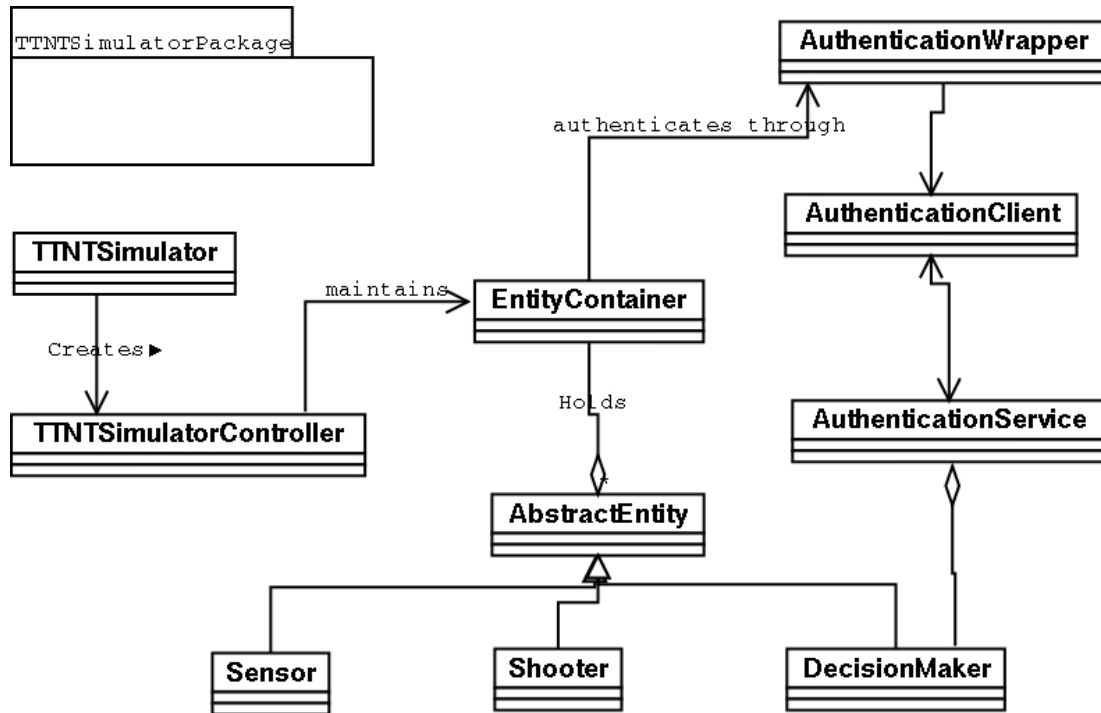 TTNTSimulatorPackage
AuthenticationWrapper
authenticates through
AuthenticationClient
TTNTSimulator
maintains
EntityContainer
Creates▶
Holds
TTNTSimulatorController
AuthenticationService
*
AbstractEntity
Sensor
Shooter
DecisionMaker